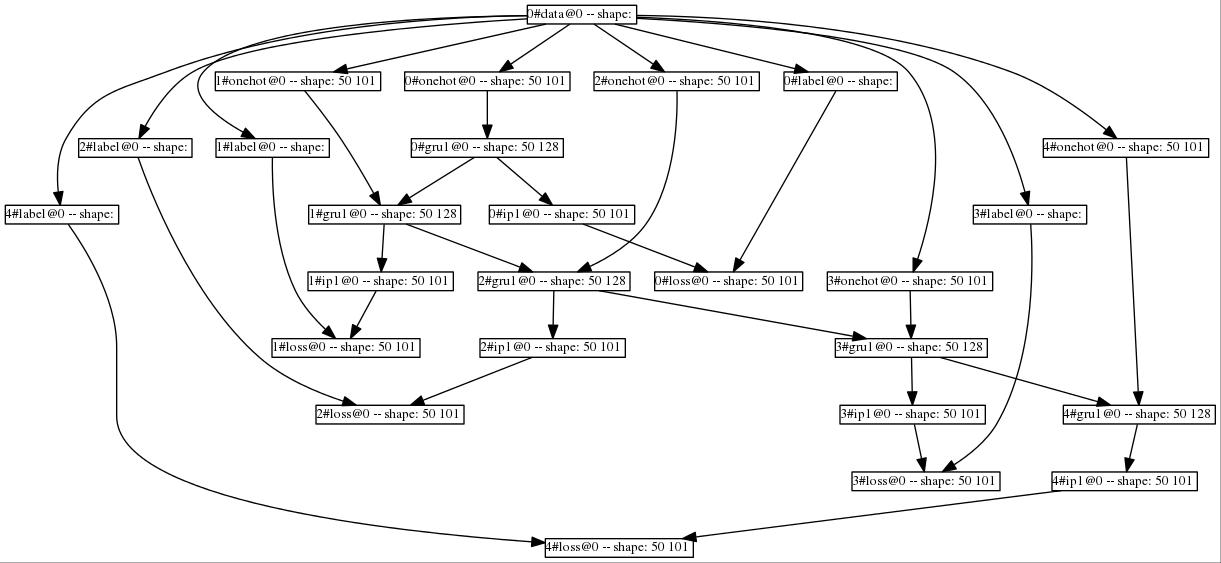 0#data@0 -- shape:
1#onehot@0 -- shape: 50 101
0#onehot@0 -- shape: 50 101
2#onehot@0 -- shape: 50 101
0#label@0 -- shape:
2#label@0 -- shape:
1#label@0 -- shape:
0#gru1@0 -- shape: 50 128
4#onehot@0 -- shape: 50 101
4#label@0 -- shape:
1#gru1@0 -- shape: 50 128
0#ip1@0 -- shape: 50 101
3#label@0 -- shape:
1#ip1@0 -- shape: 50 101
2#gru1@0 -- shape: 50 128
0#loss@0 -- shape: 50 101
3#onehot@0 -- shape: 50 101
1#loss@0 -- shape: 50 101
2#ip1@0 -- shape: 50 101
3#gru1@0 -- shape: 50 128
2#loss@0 -- shape: 50 101
3#ip1@0 -- shape: 50 101
4#gru1@0 -- shape: 50 128
3#loss@0 -- shape: 50 101
4#ip1@0 -- shape: 50 101
4#loss@0 -- shape: 50 101